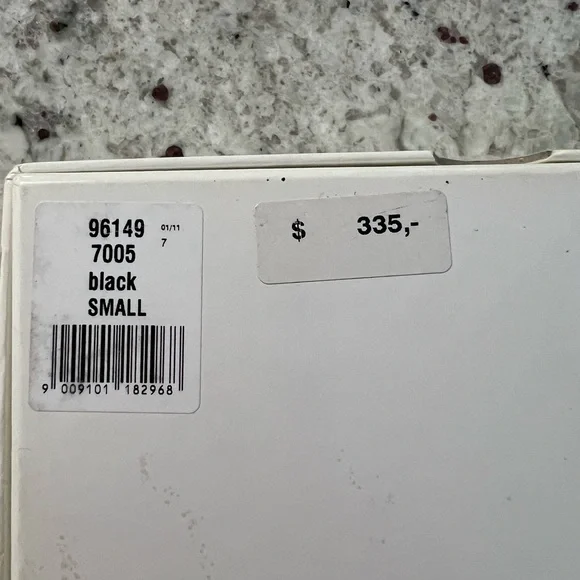 96149 01/11
7005 7
black
SMALL
9 009101 182968
$ 335,-